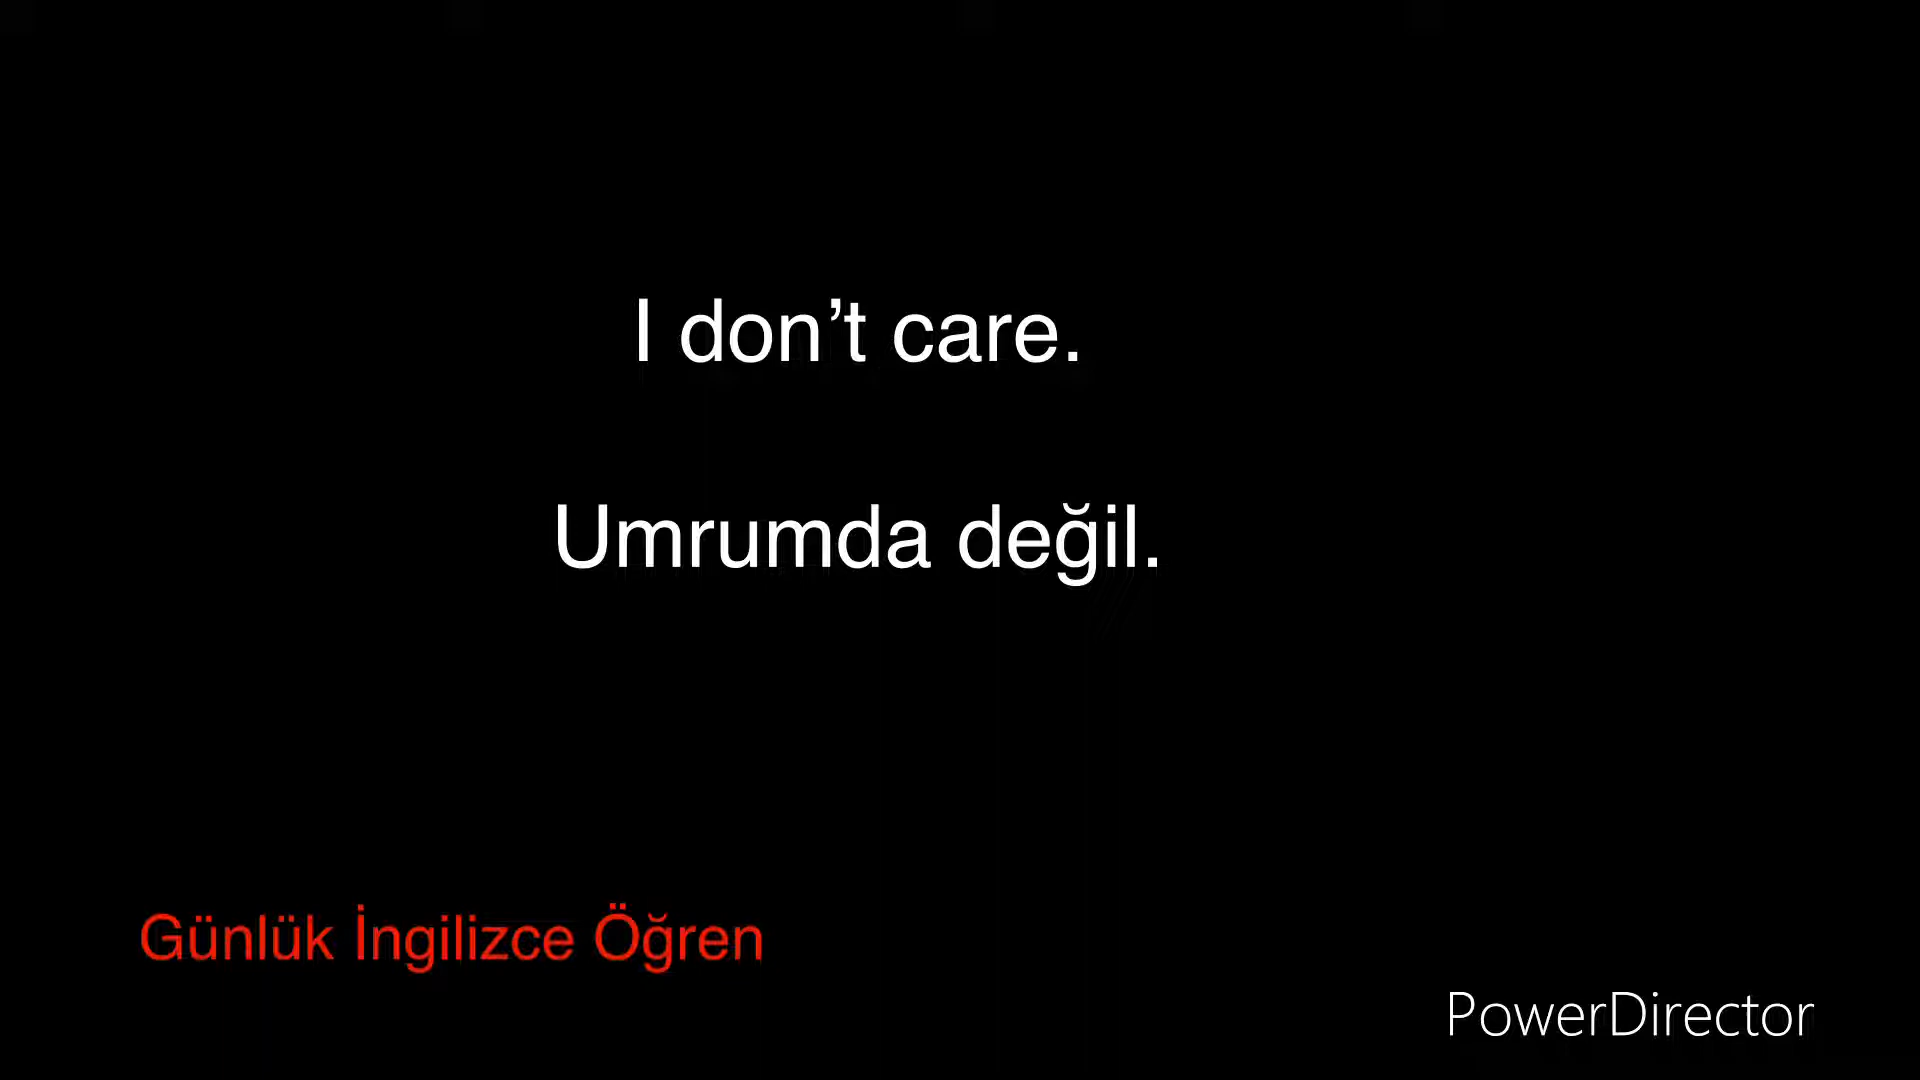 I don’t care.
Umrumda değil.
Günlük İngilizce Öğren
PowerDirector